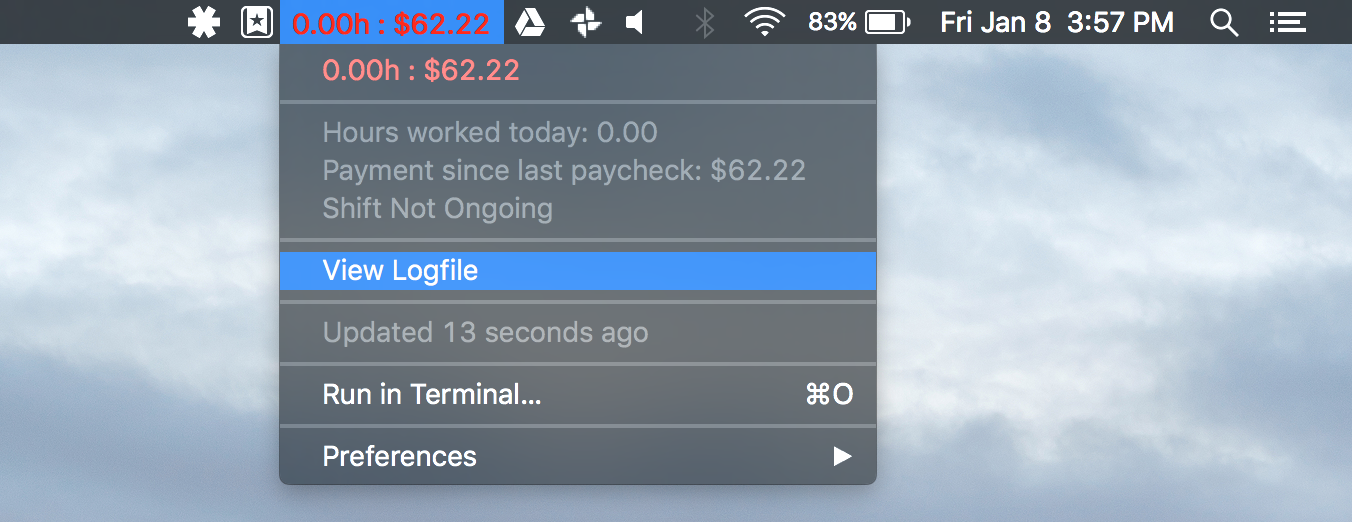 0.00h : $62.22
83%
Fri Jan 8 3:57 PM
0.00h : $62.22
Hours worked today: 0.00
Payment since last paycheck: $62.22
Shift Not Ongoing
View Logfile
Updated 13 seconds ago
Run in Terminal... ⌘O
Preferences